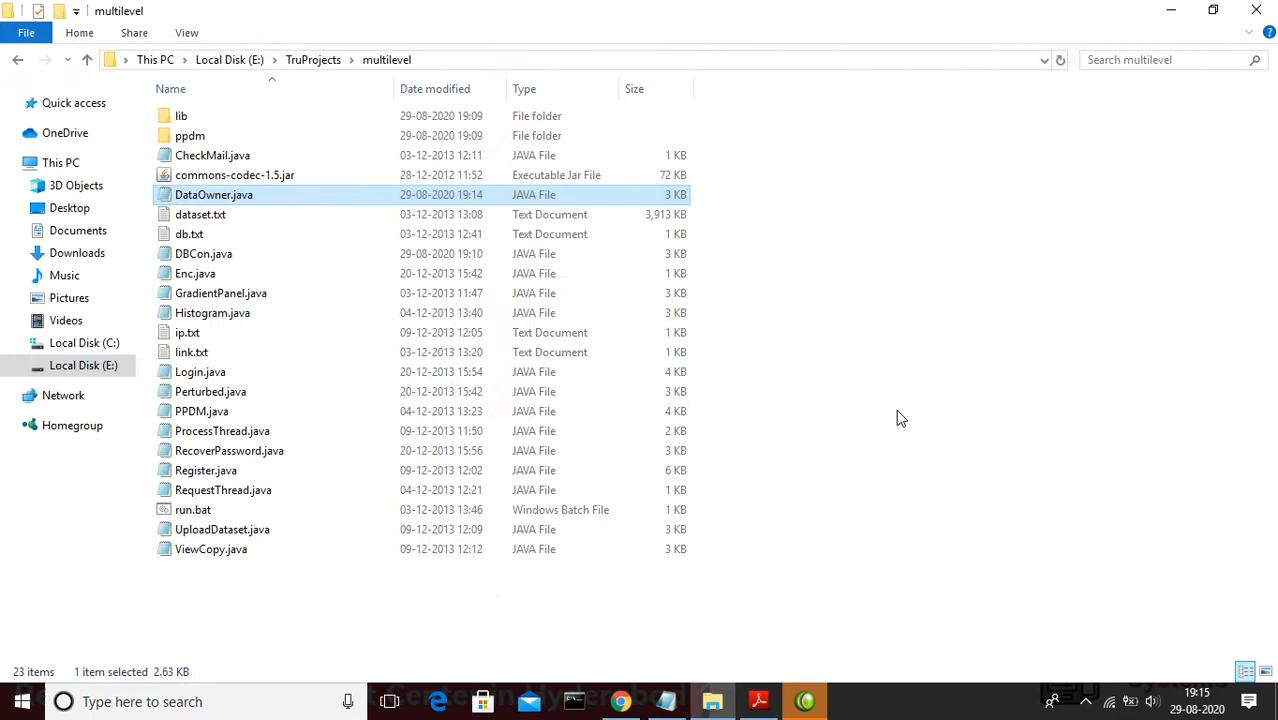 multilevel
File Home Share View
This PC Local Disk (E:) TruProjects multilevel Search multilevel
Name Date modified Type Size
Quick access
OneDrive
This PC
3D Objects
Desktop
Documents
Downloads
Music
Pictures
Videos
Local Disk (C:)
Local Disk (E:)
Network
Homegroup
lib 29-08-2020 19:09 File folder
ppdm 29-08-2020 19:09 File folder
CheckMail.java 03-12-2013 12:11 JAVA File 1 KB
commons-codec-1.5.jar 28-12-2012 11:52 Executable Jar File 72 KB
DataOwner.java 29-08-2020 19:14 JAVA File 3 KB
dataset.txt 03-12-2013 13:08 Text Document 3,913 KB
db.txt 03-12-2013 12:41 Text Document 1 KB
DBCon.java 29-08-2020 19:10 JAVA File 3 KB
Enc.java 20-12-2013 15:42 JAVA File 1 KB
GradientPanel.java 03-12-2013 11:47 JAVA File 3 KB
Histogram.java 04-12-2013 13:40 JAVA File 3 KB
ip.txt 09-12-2013 12:05 Text Document 1 KB
link.txt 03-12-2013 13:20 Text Document 1 KB
Login.java 20-12-2013 15:54 JAVA File 4 KB
Perturbed.java 20-12-2013 15:42 JAVA File 3 KB
PPDM.java 04-12-2013 13:23 JAVA File 4 KB
ProcessThread.java 09-12-2013 11:50 JAVA File 2 KB
RecoverPassword.java 20-12-2013 15:56 JAVA File 3 KB
Register.java 09-12-2013 12:02 JAVA File 6 KB
RequestThread.java 04-12-2013 12:21 JAVA File 1 KB
run.bat 03-12-2013 13:46 Windows Batch File 1 KB
UploadDataset.java 09-12-2013 12:09 JAVA File 3 KB
ViewCopy.java 09-12-2013 12:12 JAVA File 3 KB
23 items 1 item selected 2.63 KB
Type here to search
19:15
29-08-2020